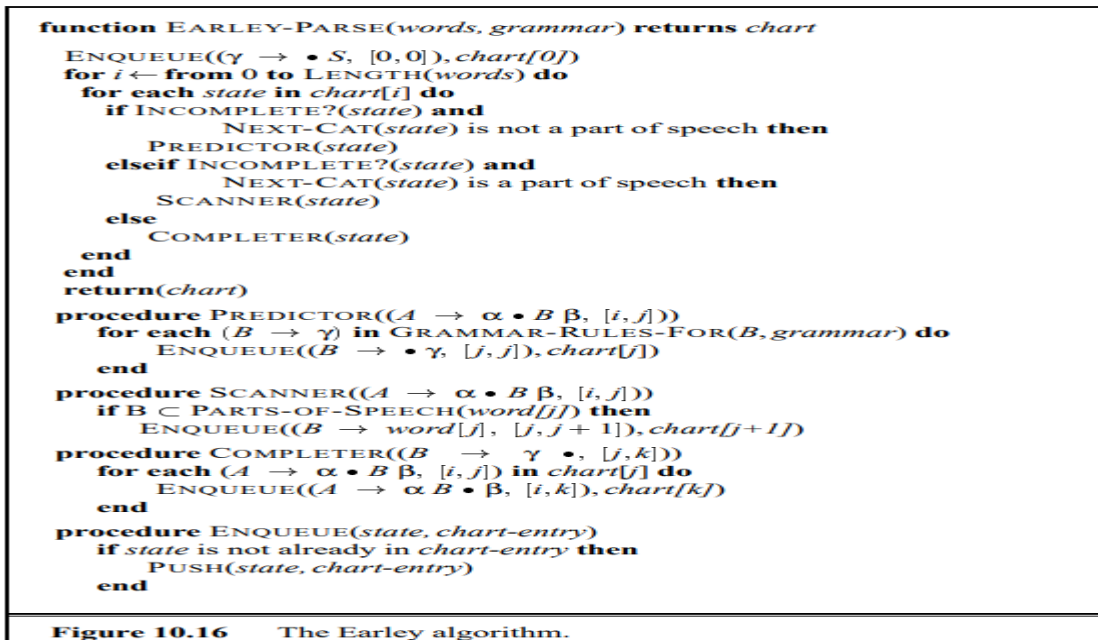 function EARLEY-PARSE(words, grammar) returns chart
ENQUEUE((γ → • S, [0,0]), chart[0])
for i ← from 0 to LENGTH(words) do
for each state in chart[i] do
if INCOMPLETE?(state) and
NEXT-CAT(state) is not a part of speech then
PREDICTOR(state)
elseif INCOMPLETE?(state) and
NEXT-CAT(state) is a part of speech then
SCANNER(state)
else
COMPLETER(state)
end
end
return(chart)
procedure PREDICTOR((A → α • B β, [i, j]))
for each (B → γ) in GRAMMAR-RULES-FOR(B, grammar) do
ENQUEUE((B → • γ, [j, j]), chart[j])
end
procedure SCANNER((A → α • B β, [i, j]))
if B ⊂ PARTS-OF-SPEECH(word[j]) then
ENQUEUE((B → word[j], [j, j + 1]), chart[j+1])
procedure COMPLETER((B → γ •, [j,k]))
for each (A → α • B β, [i, j]) in chart[j] do
ENQUEUE((A → α B • β, [i,k]), chart[k])
end
procedure ENQUEUE(state, chart-entry)
if state is not already in chart-entry then
PUSH(state, chart-entry)
end
Figure 10.16 The Earley algorithm.